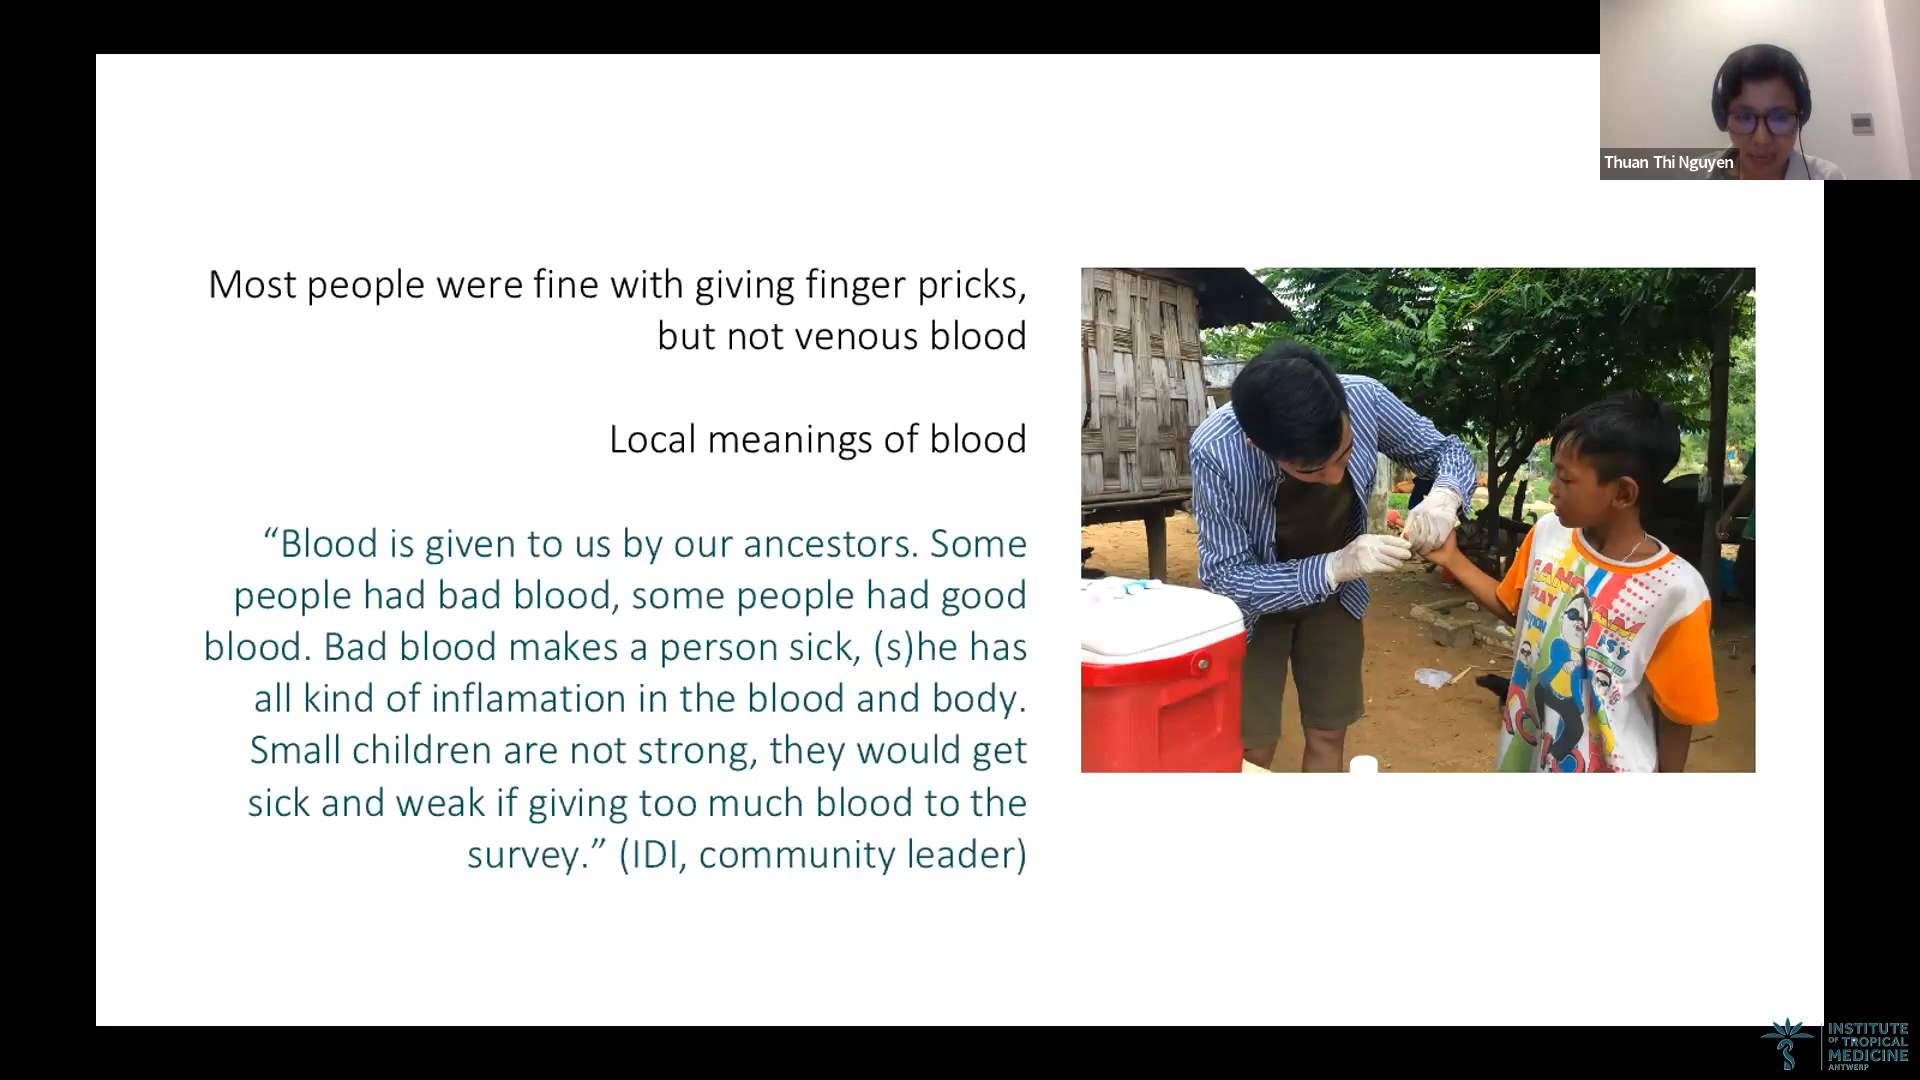 Thuan Thi Nguyen
Most people were fine with giving finger pricks,
but not venous blood
Local meanings of blood
“Blood is given to us by our ancestors. Some
people had bad blood, some people had good
blood. Bad blood makes a person sick, (s)he has
all kind of inflamation in the blood and body.
Small children are not strong, they would get
sick and weak if giving too much blood to the
survey.” (IDI, community leader)
INSTITUTE
OF TROPICAL
MEDICINE
ANTWERP